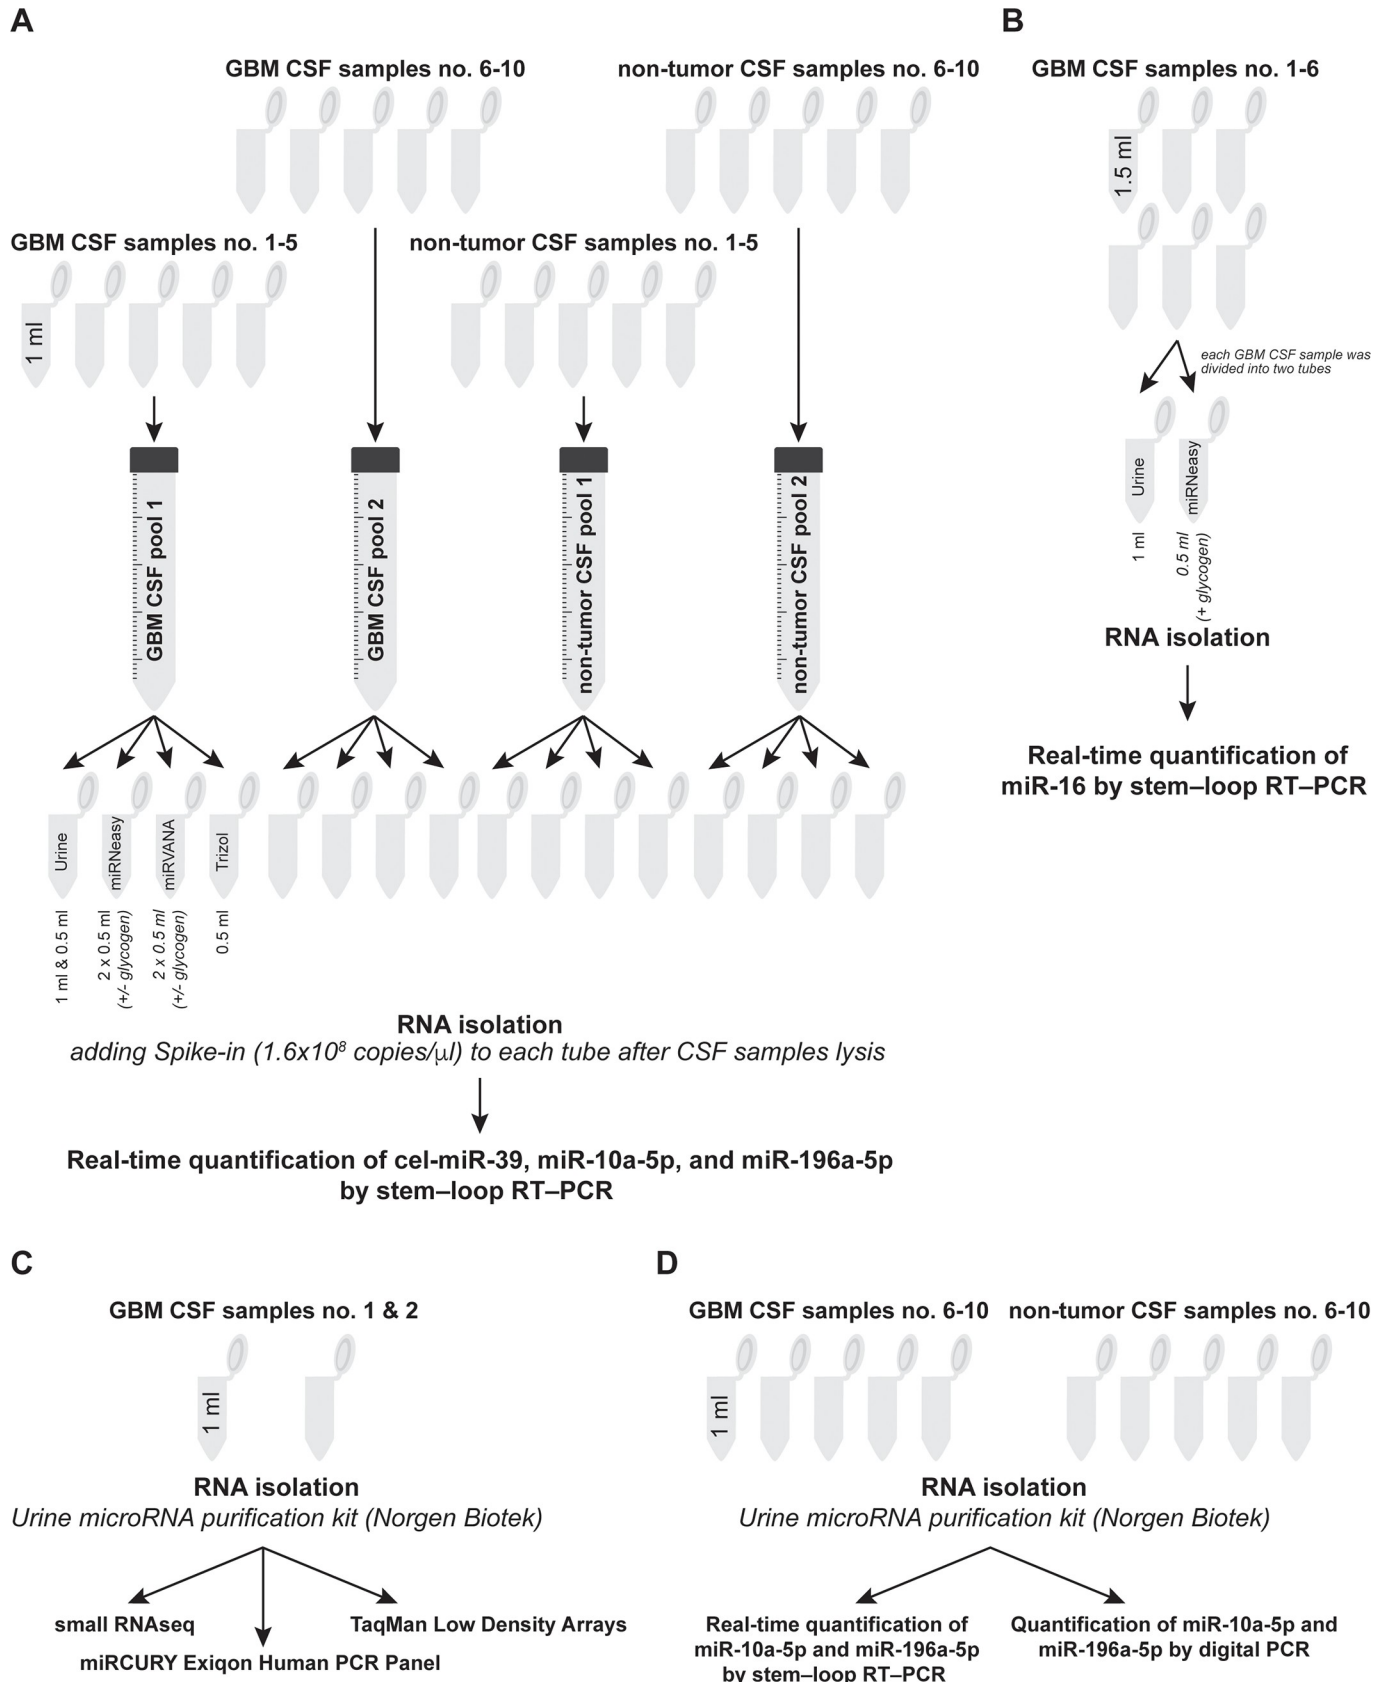 A
GBM CSF samples no. 6-10
non-tumor CSF samples no. 6-10
GBM CSF samples no. 1-5
non-tumor CSF samples no. 1-5
1 ml
GBM CSF pool 1
GBM CSF pool 2
non-tumor CSF pool 1
non-tumor CSF pool 2
Urine
miRNeasy
miRVANA
Trizol
1 ml & 0.5 ml
2 x 0.5 ml
(+/- glycogen)
2 x 0.5 ml
(+/- glycogen)
0.5 ml
RNA isolation
adding Spike-in (1.6x10⁸ copies/µl) to each tube after CSF samples lysis
Real-time quantification of cel-miR-39, miR-10a-5p, and miR-196a-5p
by stem–loop RT–PCR
B
GBM CSF samples no. 1-6
1.5 ml
each GBM CSF sample was
divided into two tubes
Urine
miRNeasy
1 ml
0.5 ml
(+ glycogen)
RNA isolation
Real-time quantification of
miR-16 by stem–loop RT–PCR
C
GBM CSF samples no. 1 & 2
1 ml
RNA isolation
Urine microRNA purification kit (Norgen Biotek)
small RNAseq
TaqMan Low Density Arrays
miRCURY Exiqon Human PCR Panel
D
GBM CSF samples no. 6-10
non-tumor CSF samples no. 6-10
1 ml
RNA isolation
Urine microRNA purification kit (Norgen Biotek)
Real-time quantification of
miR-10a-5p and miR-196a-5p
by stem–loop RT–PCR
Quantification of miR-10a-5p and
miR-196a-5p by digital PCR